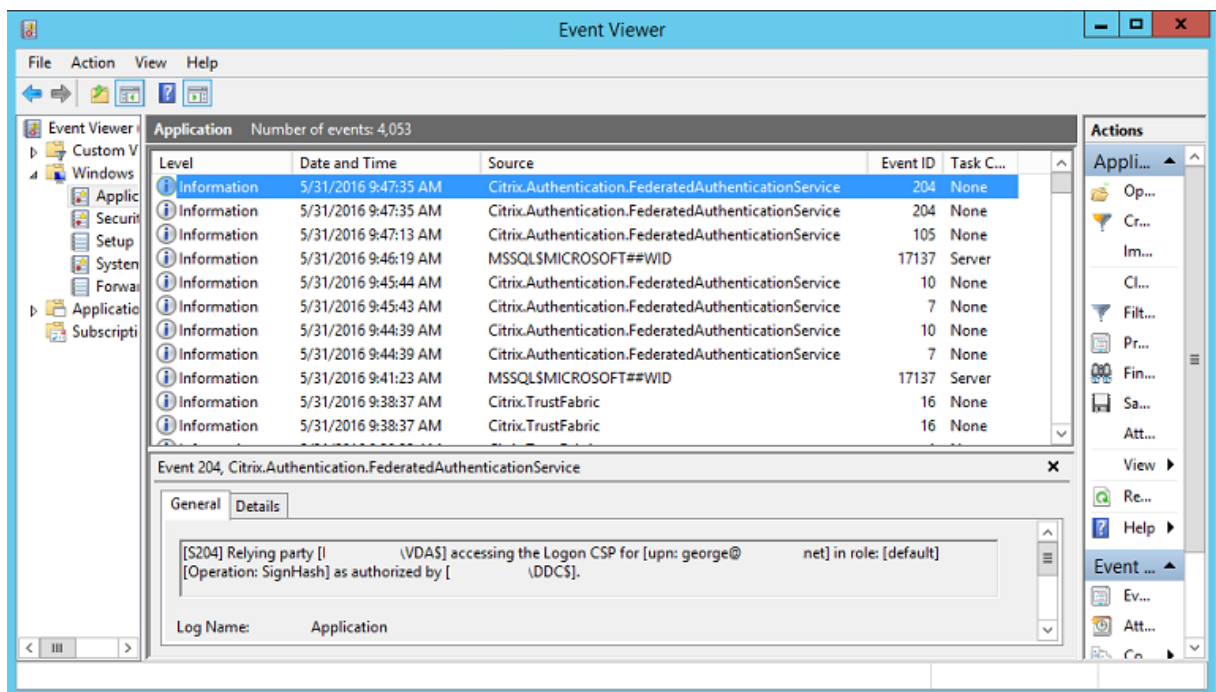 Event Viewer
File Action View Help
Event Viewer
Custom V
Windows
Applic
Securit
Setup
System
Forwar
Applicatio
Subscripti
Application Number of events: 4,053
Level Date and Time Source Event ID Task C...
Information 5/31/2016 9:47:35 AM Citrix.Authentication.FederatedAuthenticationService 204 None
Information 5/31/2016 9:47:35 AM Citrix.Authentication.FederatedAuthenticationService 204 None
Information 5/31/2016 9:47:13 AM Citrix.Authentication.FederatedAuthenticationService 105 None
Information 5/31/2016 9:46:19 AM MSSQL$MICROSOFT##WID 17137 Server
Information 5/31/2016 9:45:44 AM Citrix.Authentication.FederatedAuthenticationService 10 None
Information 5/31/2016 9:45:43 AM Citrix.Authentication.FederatedAuthenticationService 7 None
Information 5/31/2016 9:44:39 AM Citrix.Authentication.FederatedAuthenticationService 10 None
Information 5/31/2016 9:44:39 AM Citrix.Authentication.FederatedAuthenticationService 7 None
Information 5/31/2016 9:41:23 AM MSSQL$MICROSOFT##WID 17137 Server
Information 5/31/2016 9:38:37 AM Citrix.TrustFabric 16 None
Information 5/31/2016 9:38:37 AM Citrix.TrustFabric 16 None
Event 204, Citrix.Authentication.FederatedAuthenticationService
General Details
[S204] Relying party [ \VDA$] accessing the Logon CSP for [upn: george@ net] in role: [default]
[Operation: SignHash] as authorized by [ \DDC$].
Log Name: Application
Actions
Appli...
Op...
Cr...
Im...
Cl...
Filt...
Pr...
Fin...
Sa...
Att...
View
Re...
Help
Event ...
Ev...
Att...
Co...